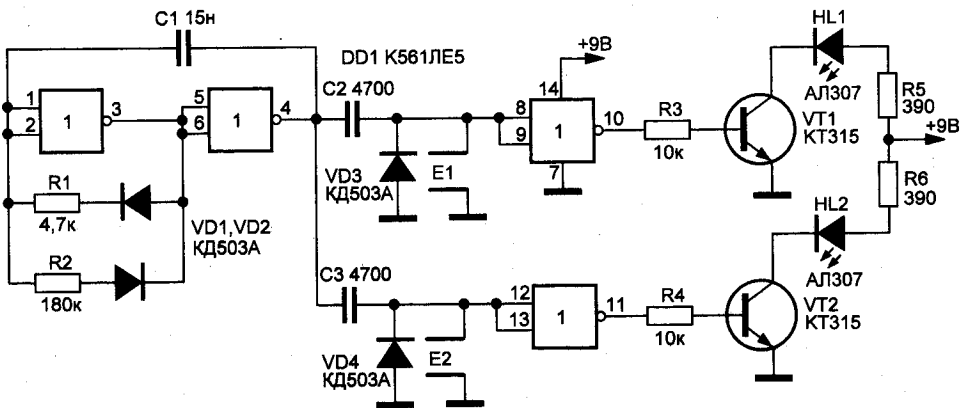 C1 15н
HL1
DD1 К561ЛЕ5
+9В
C2 4700
14
АЛ307
R5
390
1
2
1
3
5
6
1
4
8
9
1
10
R3
10к
VT1
КТ315
+9В
7
VD3
КД503А
E1
R6
390
R1
4,7к
VD1,VD2
КД503А
HL2
R2
180к
C3 4700
АЛ307
12
13
1
11
R4
10к
VT2
КТ315
VD4
КД503А
E2